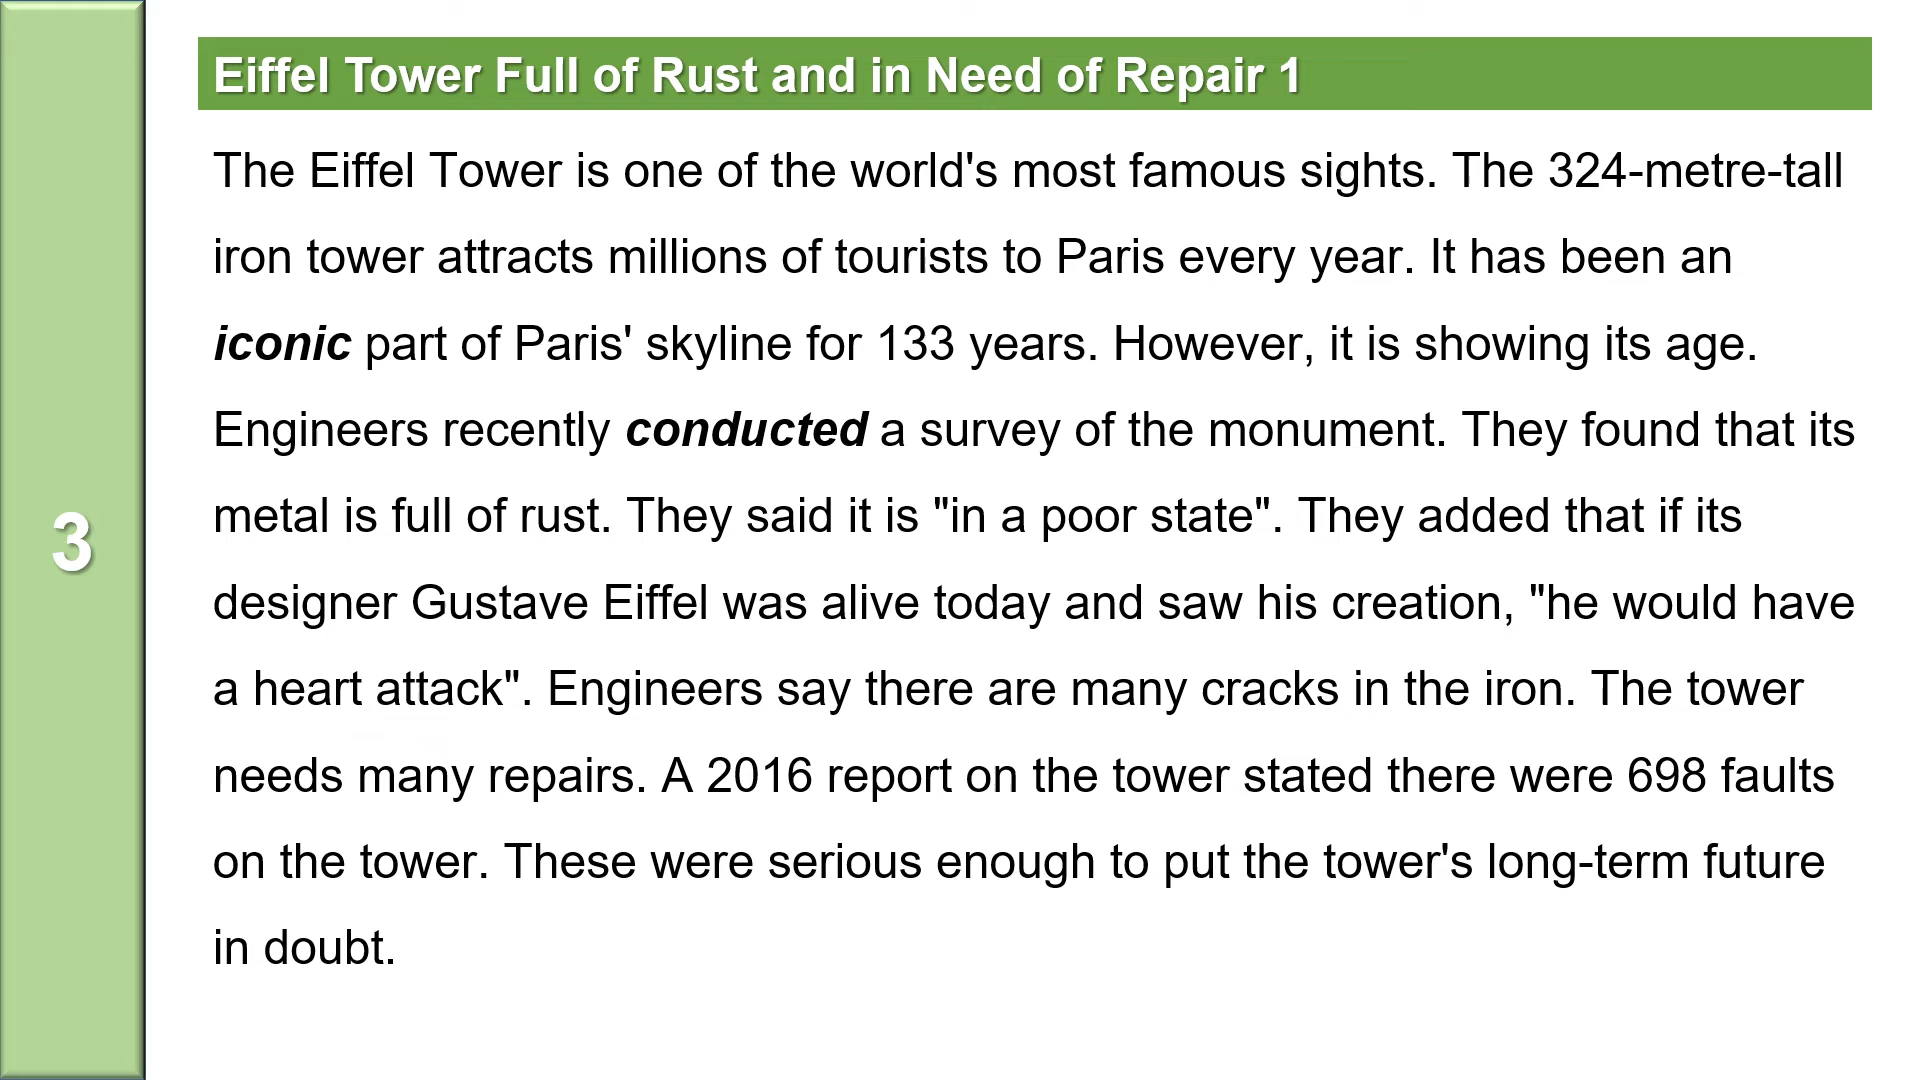 Eiffel Tower Full of Rust and in Need of Repair 1
The Eiffel Tower is one of the world's most famous sights. The 324-metre-tall
iron tower attracts millions of tourists to Paris every year. It has been an
iconic part of Paris' skyline for 133 years. However, it is showing its age.
Engineers recently conducted a survey of the monument. They found that its
metal is full of rust. They said it is "in a poor state". They added that if its
designer Gustave Eiffel was alive today and saw his creation, "he would have
a heart attack". Engineers say there are many cracks in the iron. The tower
needs many repairs. A 2016 report on the tower stated there were 698 faults
on the tower. These were serious enough to put the tower's long-term future
in doubt.
3